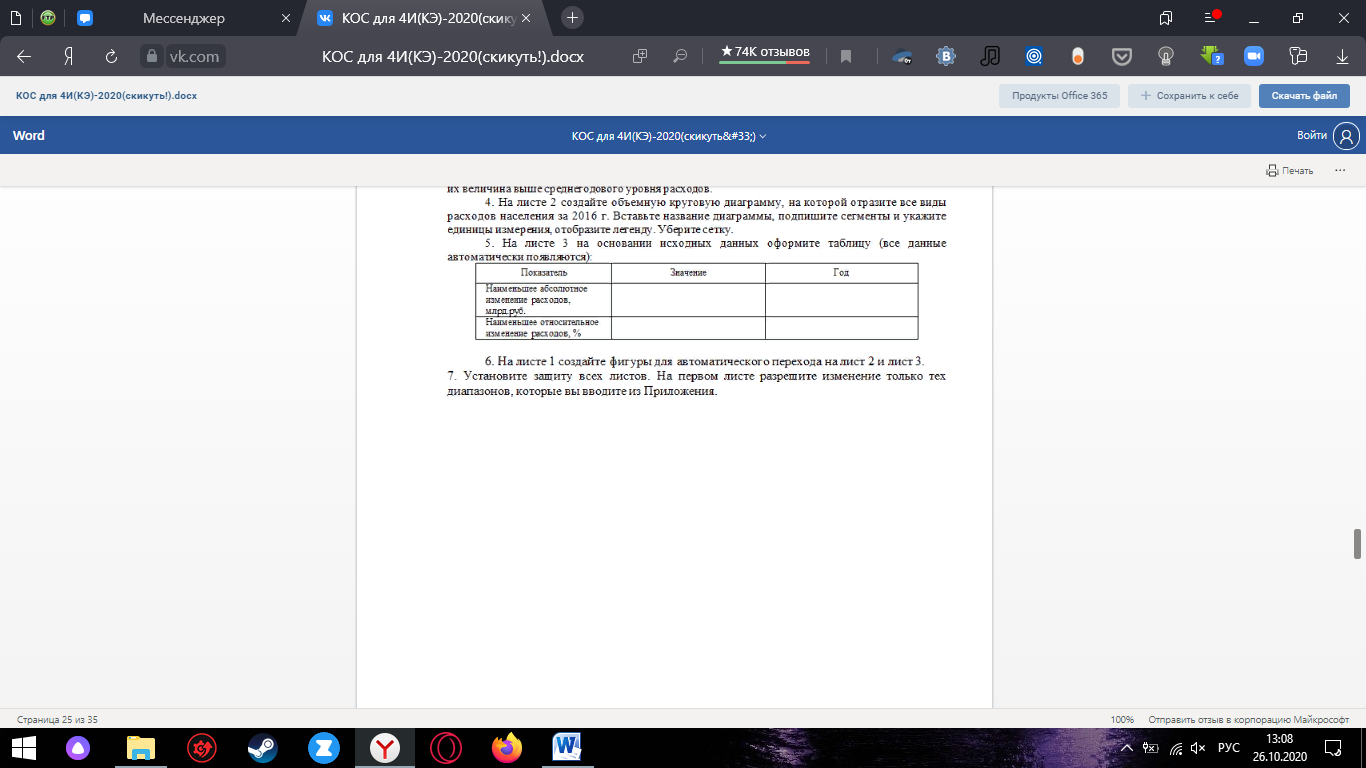 Мессенджер
КОС для 4И(КЭ)-2020(скику
vk.com
КОС для 4И(КЭ)-2020(скикуть!).docx
★ 74K отзывов
КОС для 4И(КЭ)-2020(скикуть!).docx
Продукты Office 365
Сохранить к себе
Скачать файл
Word
КОС для 4И(КЭ)-2020(скикуть&#33;)
Войти
Печать
их величина выше среднегодового уровня расходов.
4. На листе 2 создайте объемную круговую диаграмму, на которой отразите все виды
расходов населения за 2016 г. Вставьте название диаграммы, подпишите сегменты и укажите
единицы измерения, отобразите легенду. Уберите сетку.
5. На листе 3 на основании исходных данных оформите таблицу (все данные
автоматически появляются):
Показатель Значение Год
Наименьшее абсолютное
изменение расходов,
млрд.руб.
Наименьшее относительное
изменение расходов, %
6. На листе 1 создайте фигуры для автоматического перехода на лист 2 и лист 3.
7. Установите защиту всех листов. На первом листе разрешите изменение только тех
диапазонов, которые вы вводите из Приложения.
Страница 25 из 35
100%
Отправить отзыв в корпорацию Майкрософт
РУС
13:08
26.10.2020